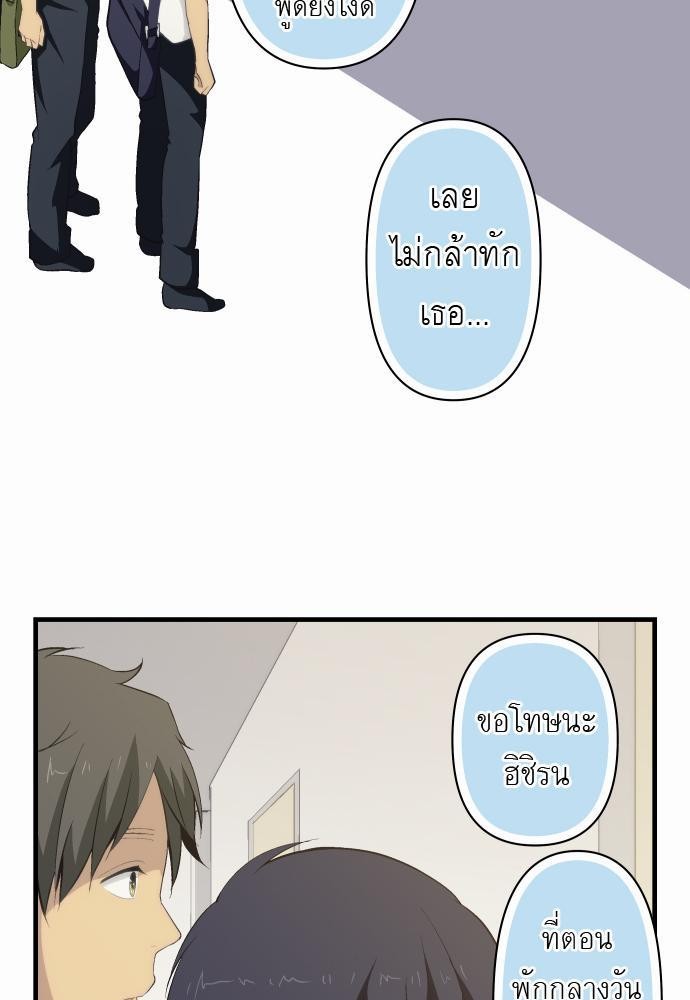 พูดยังไงดี
เลย
ไม่กล้าทัก
เธอ...
ขอโทษนะ
ฮิชิรน
ที่ตอน
พักกลางวัน